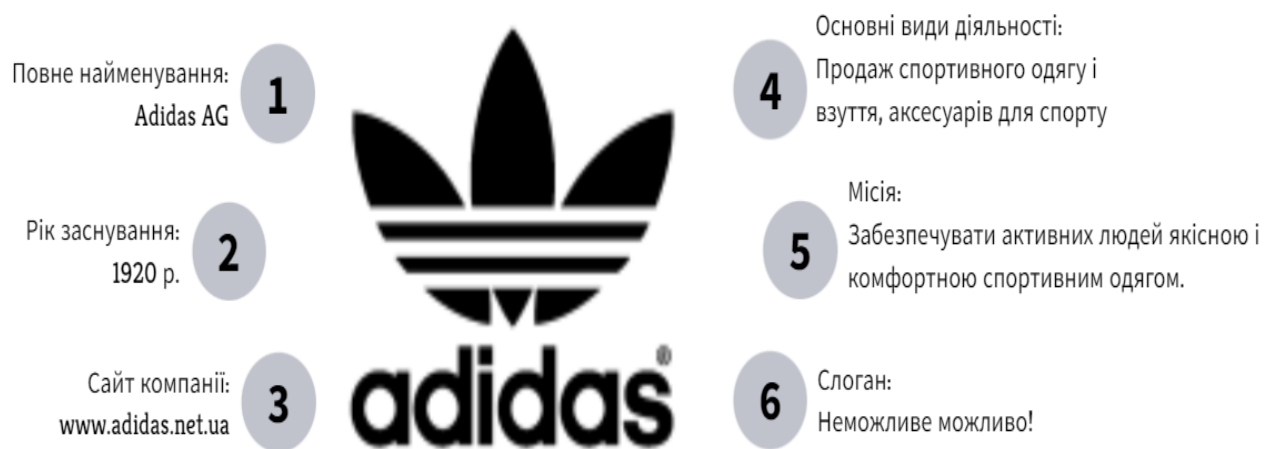 Повне найменування:
Adidas AG
1
Рік заснування:
1920 р.
2
Сайт компанії:
www.adidas.net.ua
3
adidas®
4
Основні види діяльності:
Продаж спортивного одягу і
взуття, аксесуарів для спорту
5
Місія:
Забезпечувати активних людей якісною і
комфортною спортивним одягом.
6
Слоган:
Неможливе можливо!